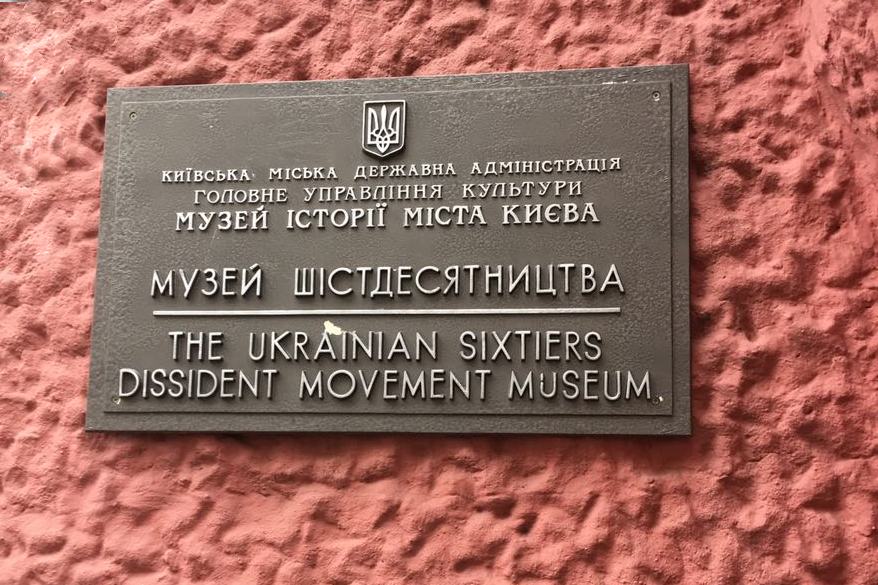 КИЇВСЬКА МІСЬКА ДЕРЖАВНА АДМІНІСТРАЦІЯ
ГОЛОВНЕ УПРАВЛІННЯ КУЛЬТУРИ
МУЗЕЙ ІСТОРІЇ МІСТА КИЄВА
МУЗЕЙ ШІСТДЕСЯТНИЦТВА
THE UKRAINIAN SIXTIERS
DISSIDENT MOVEMENT MUSEUM